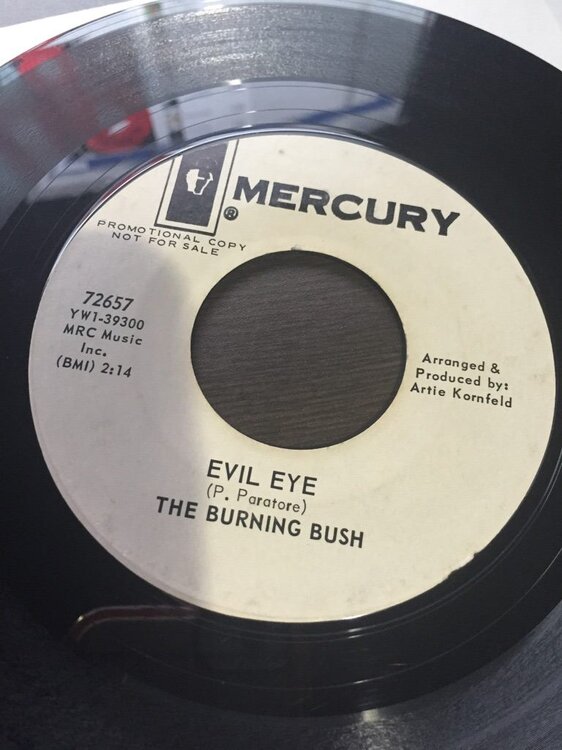 MERCURY
®
PROMOTIONAL COPY
NOT FOR SALE
72657
YW1-39300
MRC Music
Inc.
(BMI) 2:14
Arranged &
Produced by:
Artie Kornfeld
EVIL EYE
(P. Paratore)
THE BURNING BUSH